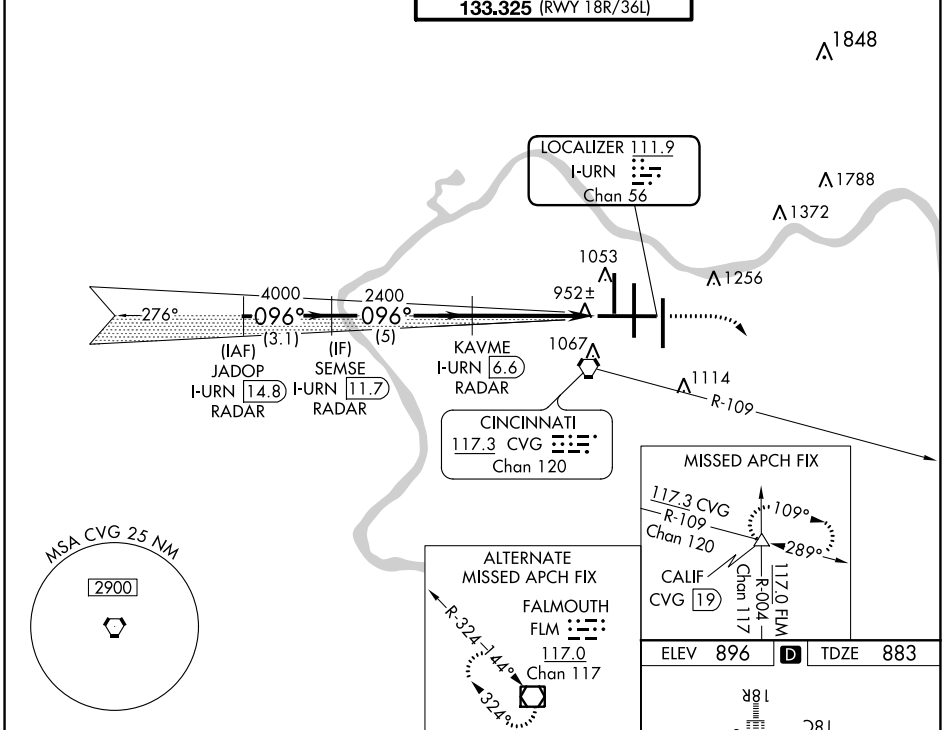 133.325 (RWY 18R/36L)
1848
LOCALIZER 111.9
I-URN
Chan 56
1788
1372
1053
1256
952±
4000
2400
276°
096°
096°
(3.1)
(5)
(IAF)
JADOP
I-URN 14.8
RADAR
(IF)
SEMSE
I-URN 11.7
RADAR
KAVME
I-URN 6.6
RADAR
1067
1114
R-109
CINCINNATI
117.3 CVG
Chan 120
MISSED APCH FIX
117.3 CVG
R-109
Chan 120
109°
289°
CALIF
CVG 19
117.0 FLM
R-004
Chan 117
MSA CVG 25 NM
2900
ALTERNATE
MISSED APCH FIX
FALMOUTH
FLM
117.0
Chan 117
R-324
144°
324°
ELEV 896 D TDZE 883
18R
18C